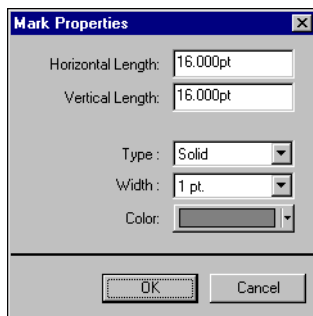 Mark Properties
Horizontal Length: 16.000pt
Vertical Length: 16.000pt
Type : Solid
Width : 1 pt.
Color:
OK Cancel